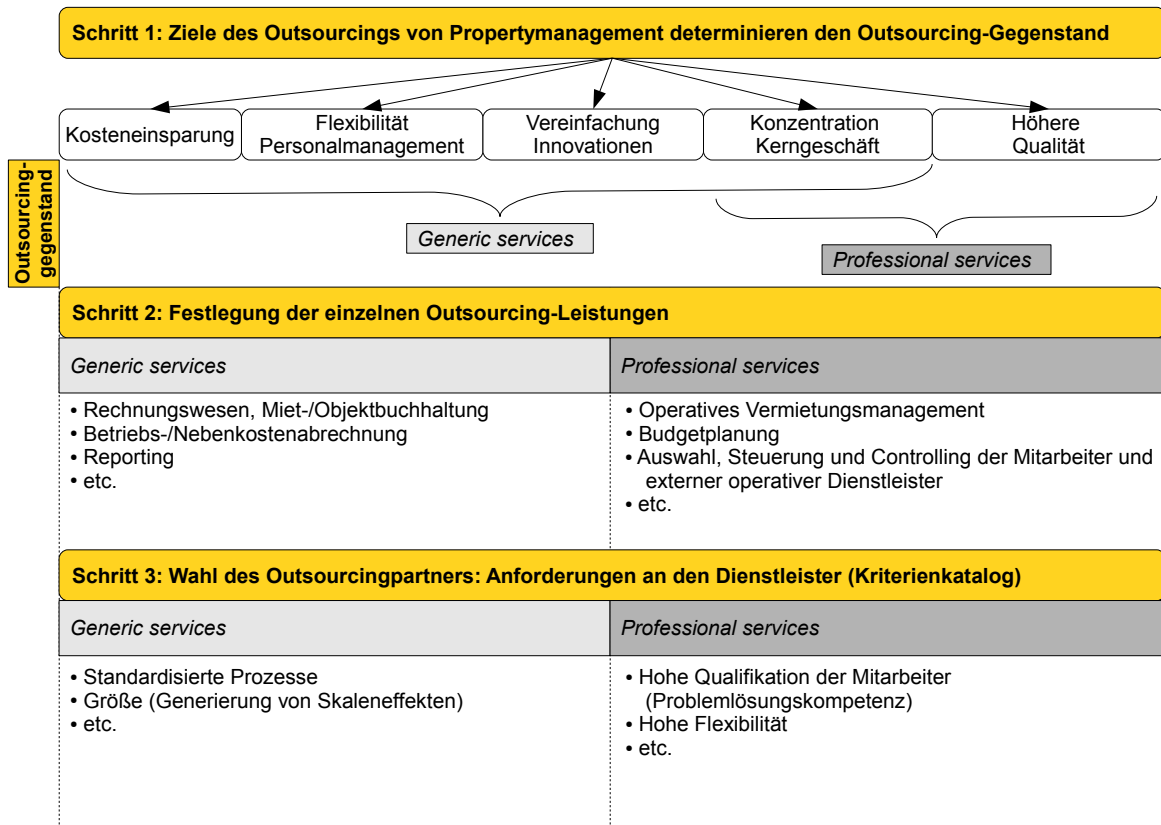 Schritt 1: Ziele des Outsourcings von Propertymanagement determinieren den Outsourcing-Gegenstand
Kosteneinsparung
Flexibilität
Personalmanagement
Vereinfachung
Innovationen
Konzentration
Kerngeschäft
Höhere
Qualität
Outsourcing-
gegenstand
Generic services
Professional services
Schritt 2: Festlegung der einzelnen Outsourcing-Leistungen
Generic services
• Rechnungswesen, Miet-/Objektbuchhaltung
• Betriebs-/Nebenkostenabrechnung
• Reporting
• etc.
Professional services
• Operatives Vermietungsmanagement
• Budgetplanung
• Auswahl, Steuerung und Controlling der Mitarbeiter und
externer operativer Dienstleister
• etc.
Schritt 3: Wahl des Outsourcingpartners: Anforderungen an den Dienstleister (Kriterienkatalog)
Generic services
• Standardisierte Prozesse
• Größe (Generierung von Skaleneffekten)
• etc.
Professional services
• Hohe Qualifikation der Mitarbeiter
(Problemlösungskompetenz)
• Hohe Flexibilität
• etc.